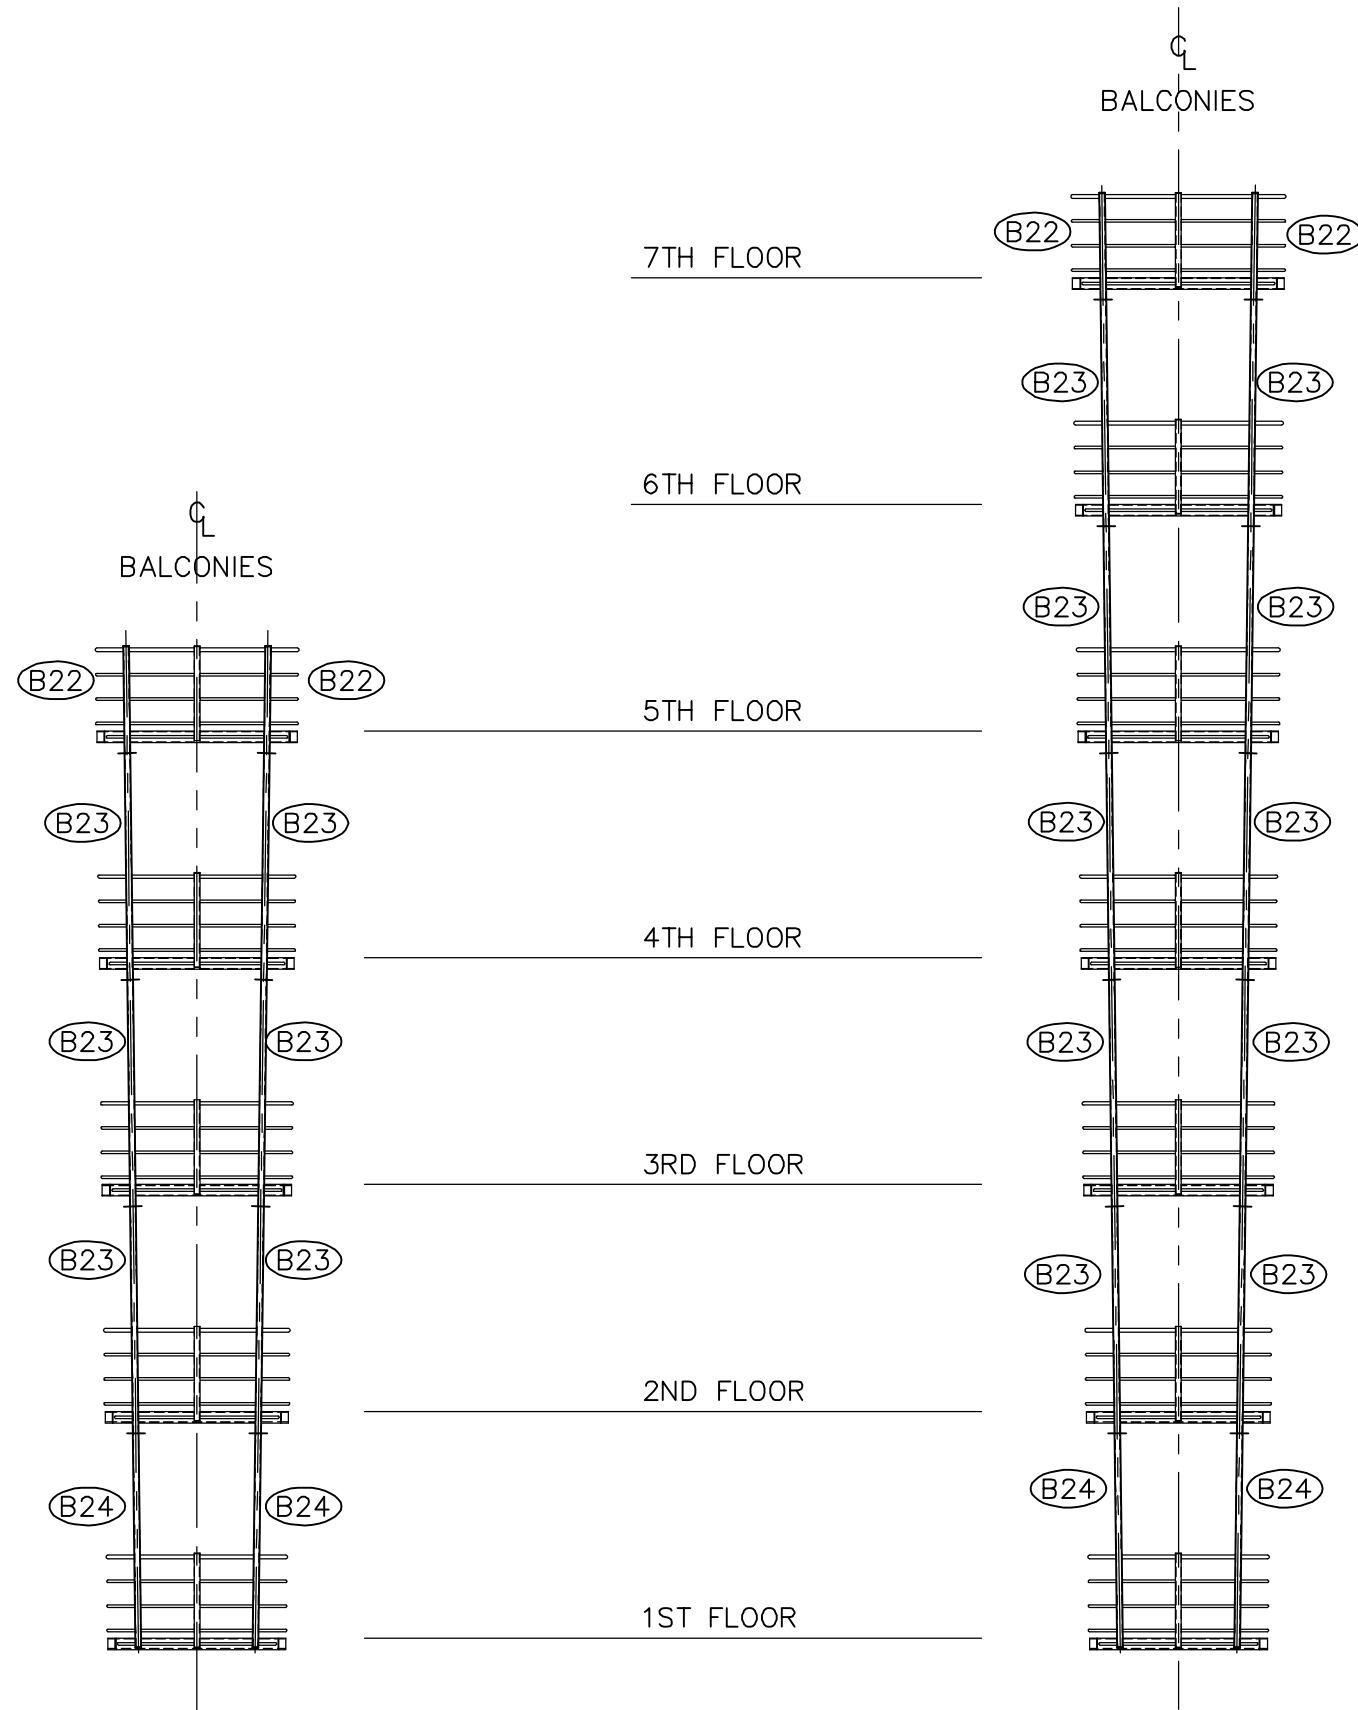 ℄
BALCONIES
B22 B22
7TH FLOOR
B23 B23
6TH FLOOR
℄
BALCONIES
B23 B23
B22 B22
5TH FLOOR
B23 B23 B23 B23
4TH FLOOR
B23 B23 B23 B23
3RD FLOOR
B23 B23 B23 B23
2ND FLOOR
B24 B24 B24 B24
1ST FLOOR